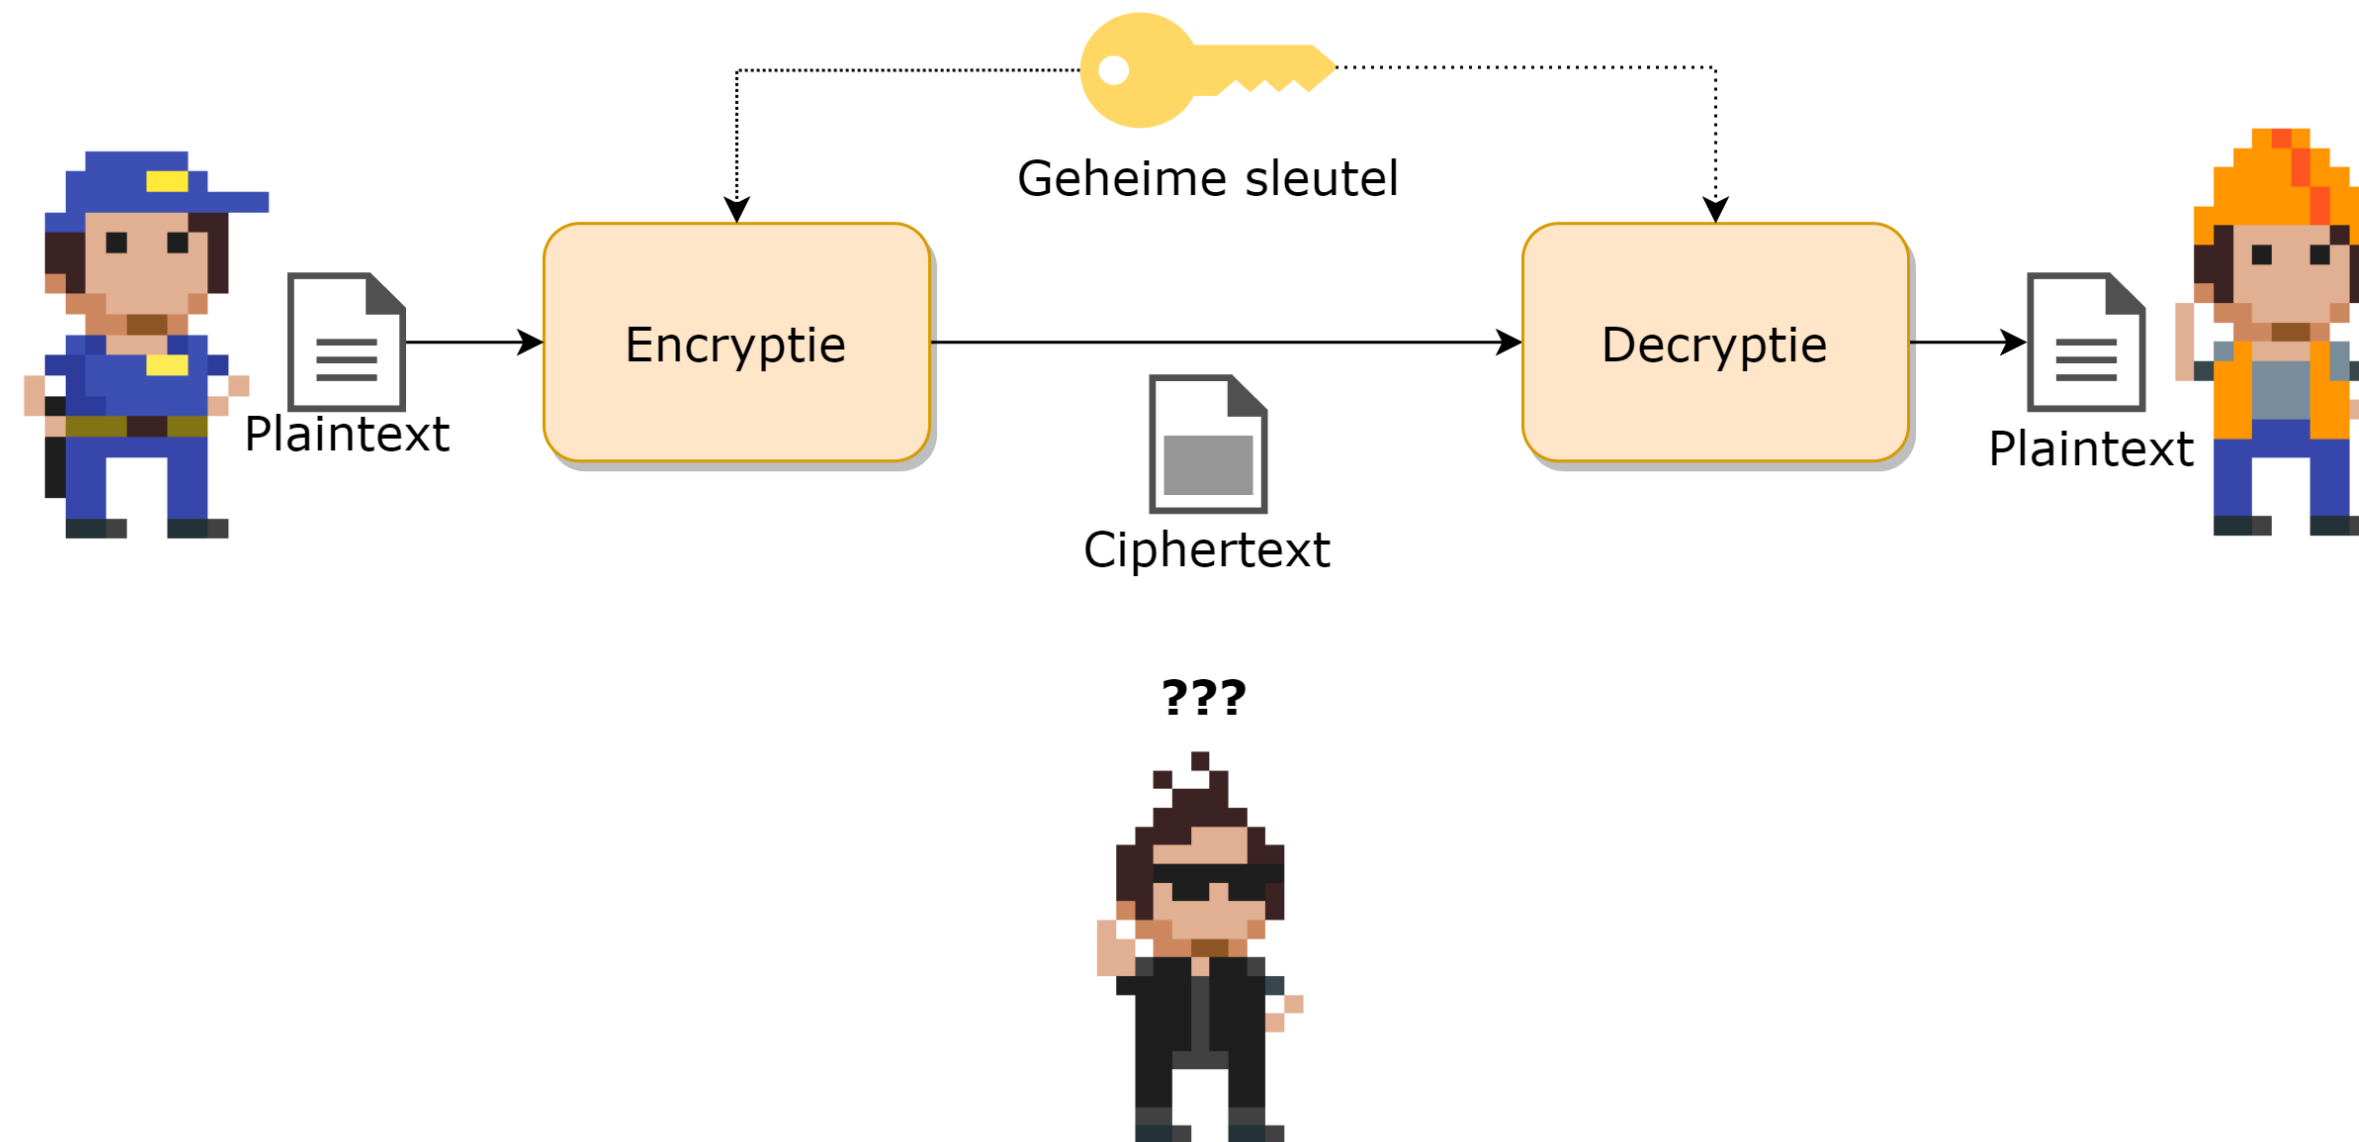 Geheime sleutel
Encryptie
Decryptie
Plaintext
Plaintext
Ciphertext
???